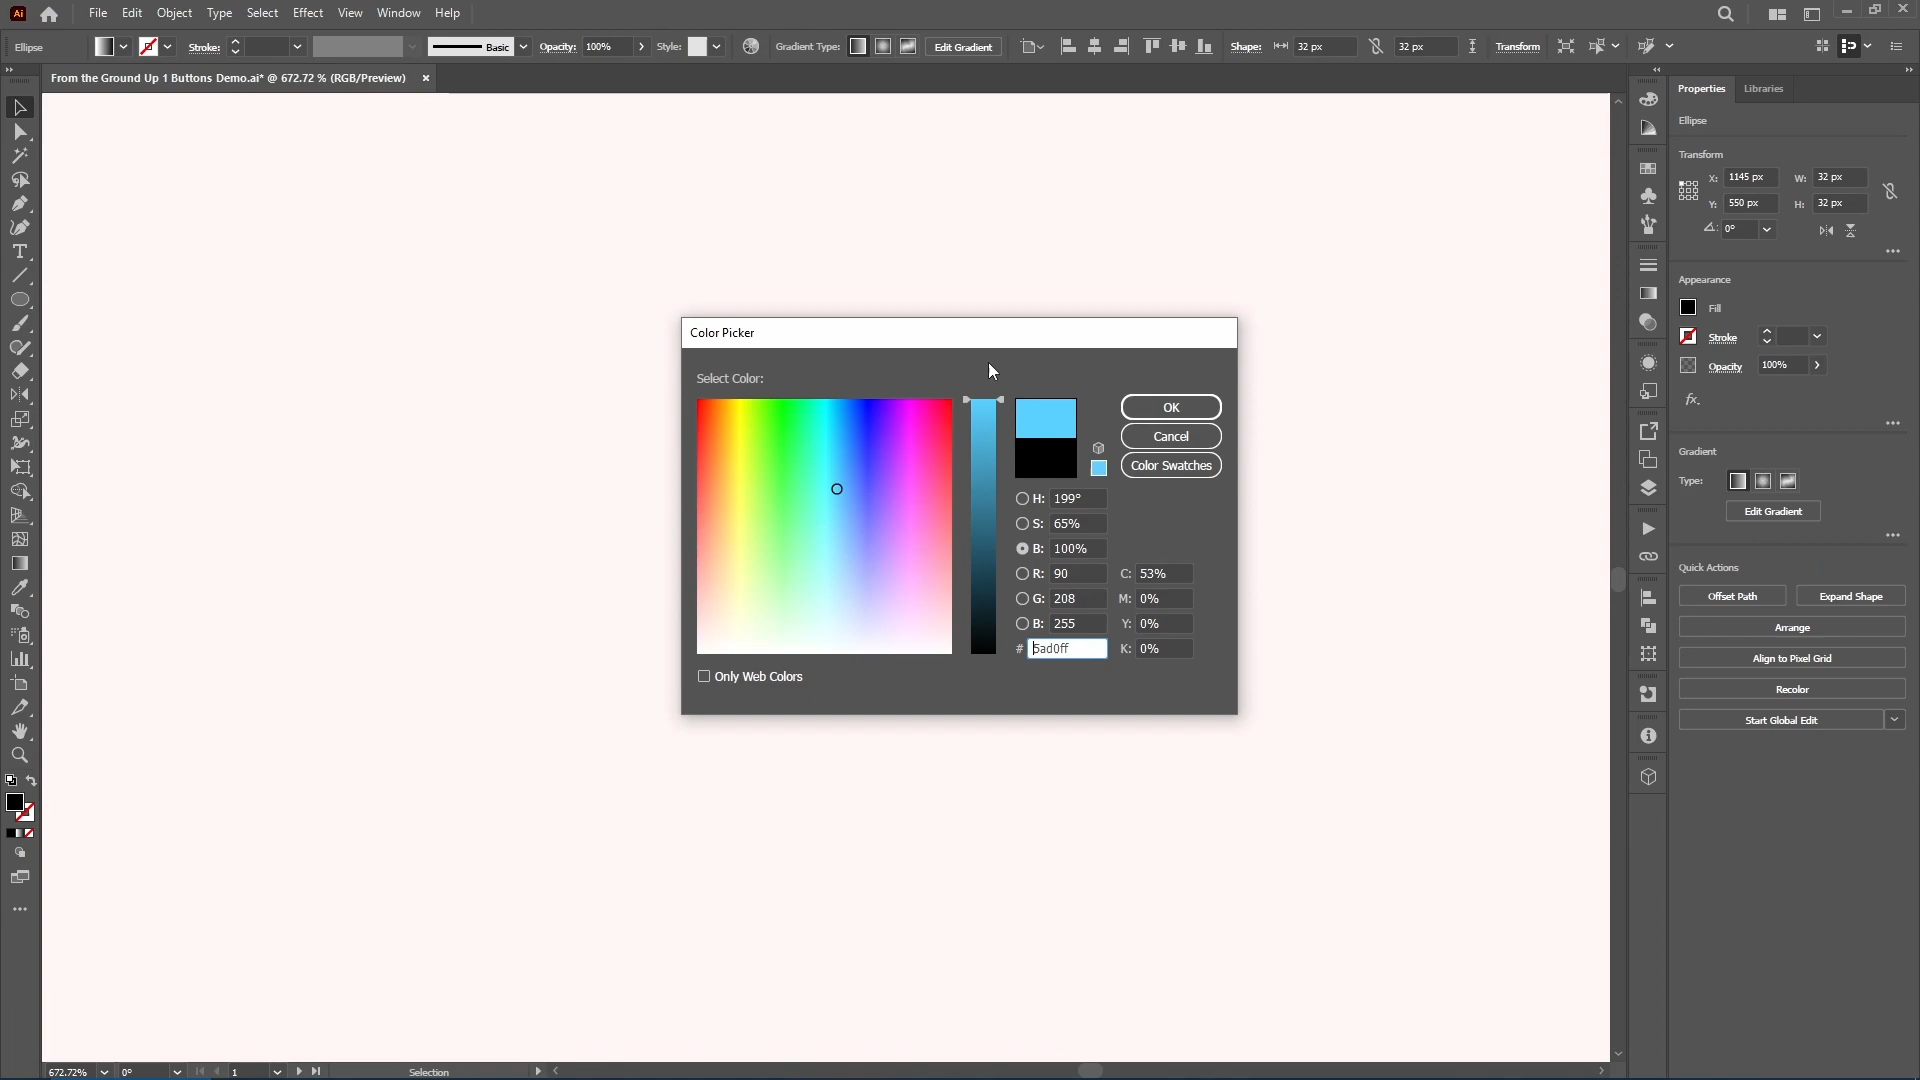 Ai File Edit Object Type Select Effect View Window Help
Ellipse Stroke: Basic Opacity: 100% Style: Gradient Type: Edit Gradient Shape: 32 px 32 px Transform
From the Ground Up 1 Buttons Demo.ai* @ 672.72 % (RGB/Preview) ×
Properties Libraries
Ellipse
Transform
X: 1145 px W: 32 px
Y: 550 px H: 32 px
0°
Appearance
Fill
Stroke
Opacity 100%
fx.
Gradient
Type:
Edit Gradient
Quick Actions
Offset Path Expand Shape
Arrange
Align to Pixel Grid
Recolor
Start Global Edit
Color Picker
Select Color:
OK
Cancel
Color Swatches
H: 199°
S: 65%
B: 100%
R: 90 C: 53%
G: 208 M: 0%
B: 255 Y: 0%
# 5ad0ff K: 0%
Only Web Colors
672.72% 0° 1 Selection